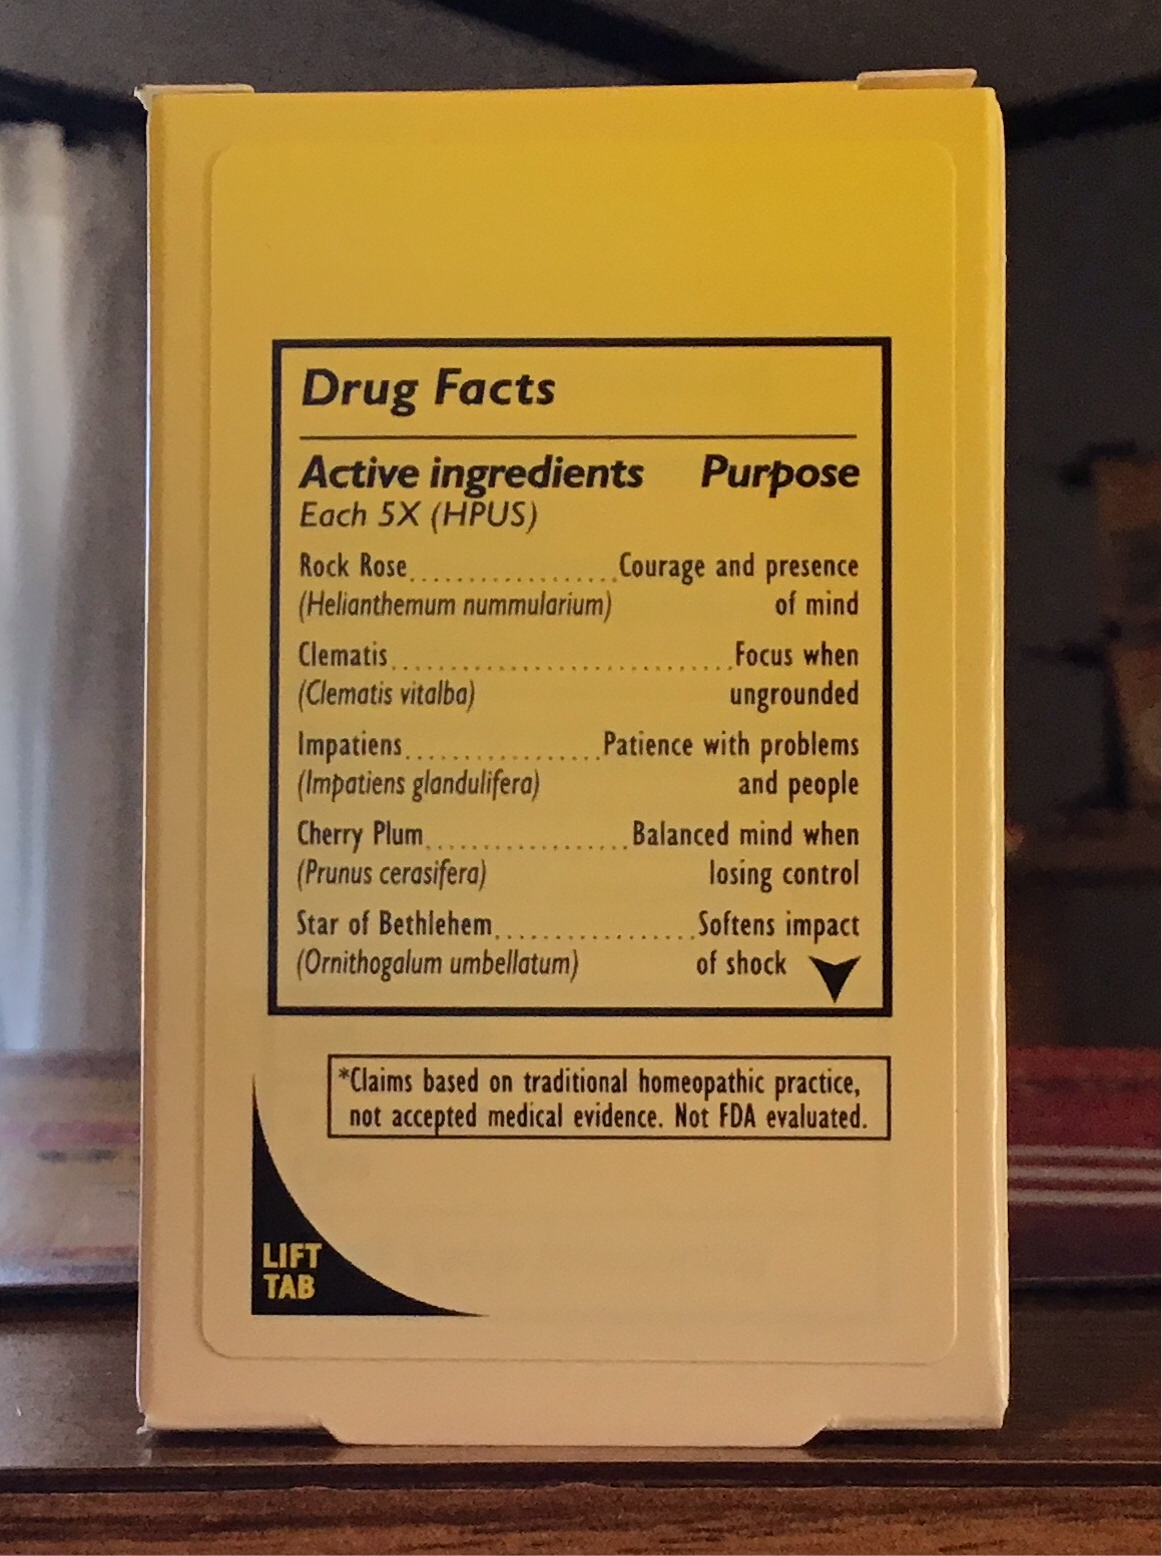 Drug Facts
Active ingredients Purpose
Each 5X (HPUS)
Rock Rose....................Courage and presence
(Helianthemum nummularium) of mind
Clematis.................................Focus when
(Clematis vitalba) ungrounded
Impatiens...................Patience with problems
(Impatiens glandulifera) and people
Cherry Plum...................Balanced mind when
(Prunus cerasifera) losing control
Star of Bethlehem...................Softens impact
(Ornithogalum umbellatum) of shock
*Claims based on traditional homeopathic practice,
not accepted medical evidence. Not FDA evaluated.
LIFT
TAB